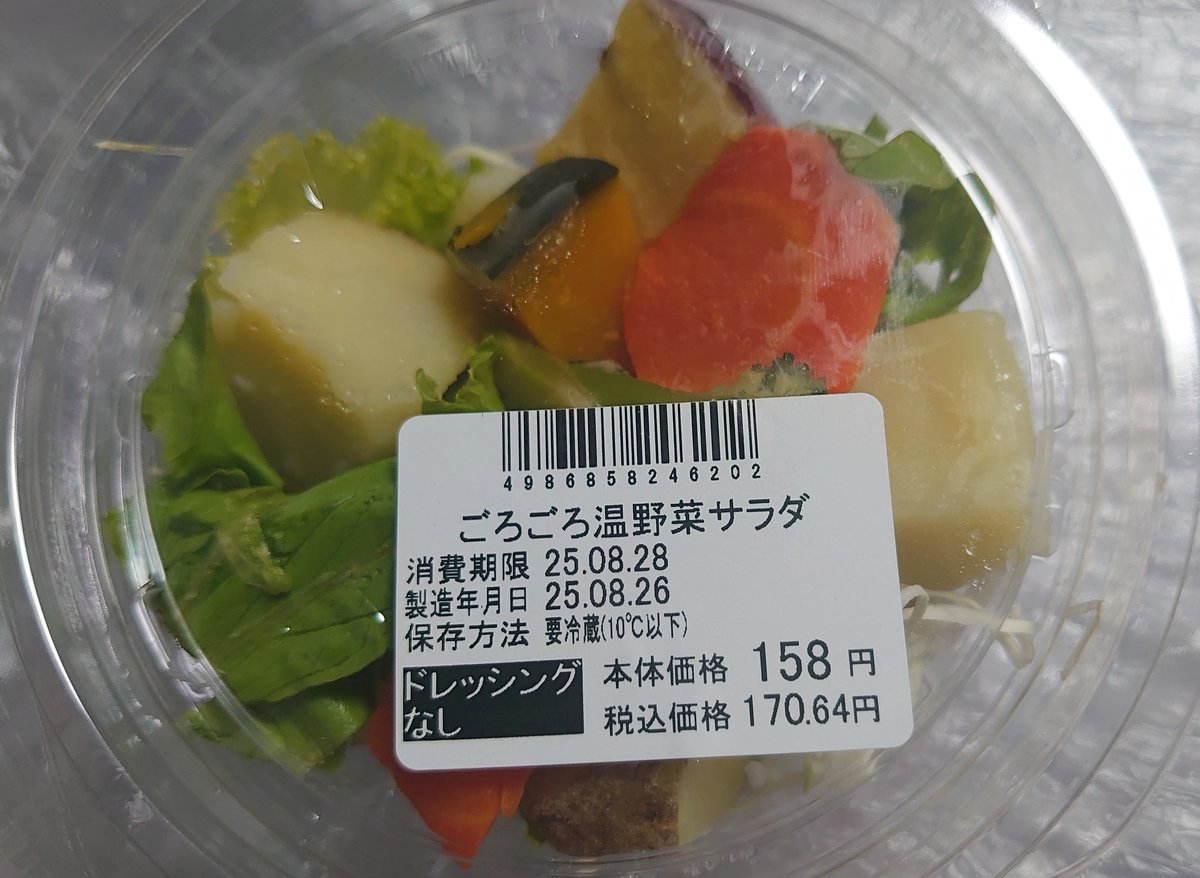 4986858246202
ごろごろ温野菜サラダ
消費期限 25.08.28
製造年月日 25.08.26
保存方法 要冷蔵(10℃以下)
ドレッシング
なし
本体価格 158 円
税込価格 170.64円